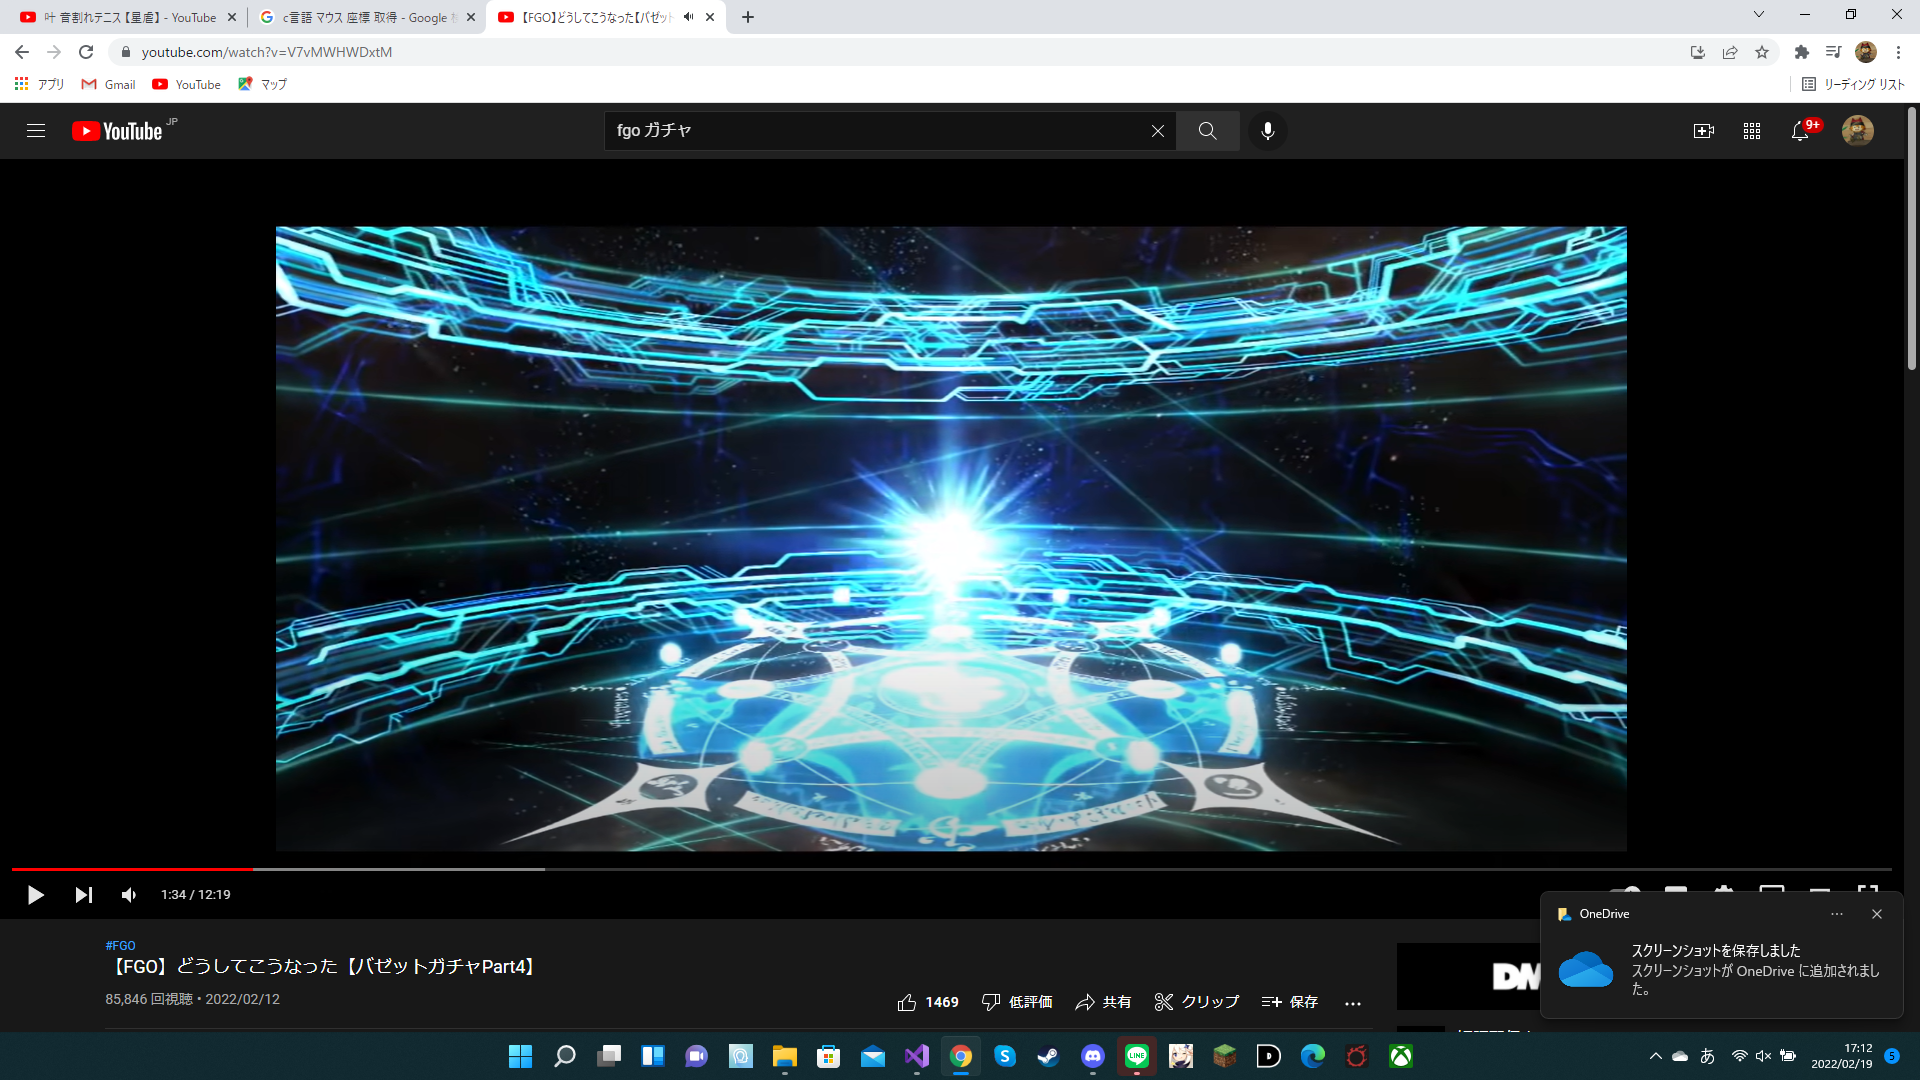 叶 音割れテニス【星虐】 - YouTube
c言語 マウス 座標 取得 - Google 検
【FGO】どうしてこうなった【バゼット
youtube.com/watch?v=V7vMWHWDxtM
アプリ
Gmail
YouTube
マップ
リーディング リスト
YouTube JP
fgo ガチャ
9+
1:34 / 12:19
#FGO
【FGO】どうしてこうなった【バゼットガチャPart4】
85,846 回視聴・2022/02/12
1469
低評価
共有
クリップ
保存
DM
OneDrive
スクリーンショットを保存しました
スクリーンショットが OneDrive に追加されまし
た。
LINE
あ
17:12
2022/02/19
5